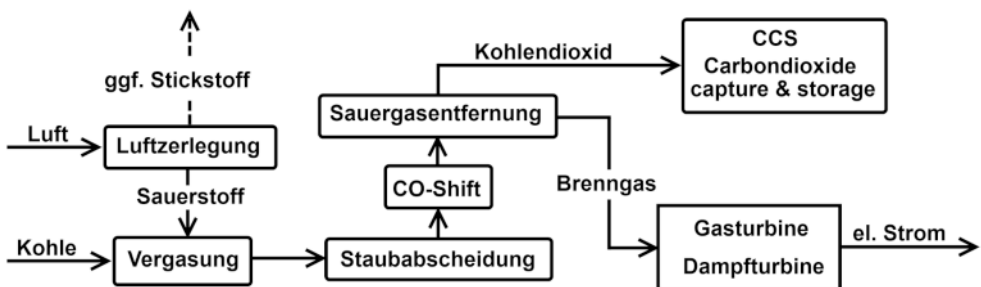 ggf. Stickstoff
Luft
Luftzerlegung
Sauerstoff
Kohle
Vergasung
Staubabscheidung
CO-Shift
Sauergasentfernung
Kohlendioxid
CCS
Carbondioxide
capture & storage
Brenngas
Gasturbine
Dampfturbine
el. Strom